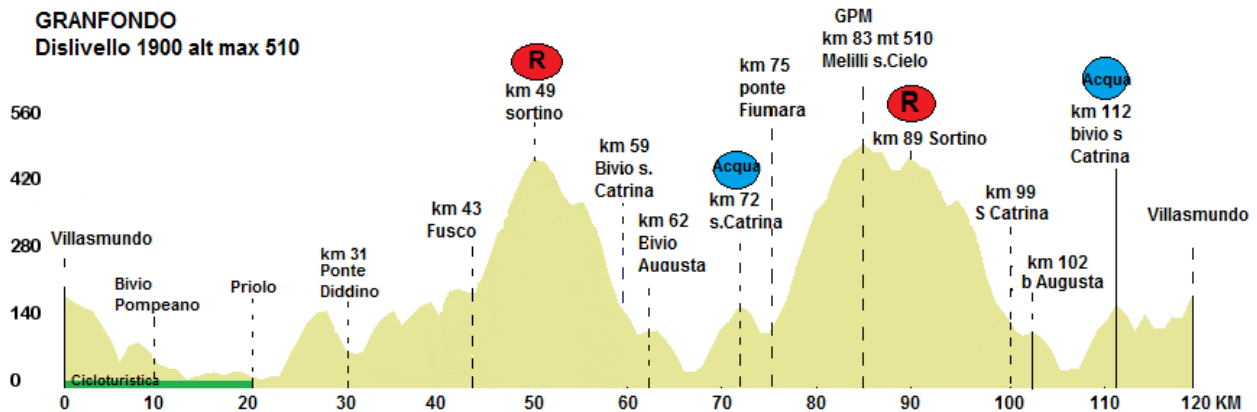 GRANFONDO
Dislivello 1900 alt max 510
GPM
km 83 mt 510
Melilli s.Cielo
R
km 49
sortino
km 75
ponte
Fiumara
R
km 89 Sortino
Acqua
km 112
bivio s
Catrina
560
420
280
140
0
km 59
Bivio s.
Catrina
Acqua
km 72
s.Catrina
km 43
Fusco
km 62
Bivio
Augusta
km 99
S Catrina
km 102
b Augusta
Villasmundo
Villasmundo
Bivio
Pompeano
Priolo
km 31
Ponte
Diddino
Cicloturistica
0 10 20 30 40 50 60 70 80 90 100 110 120 KM